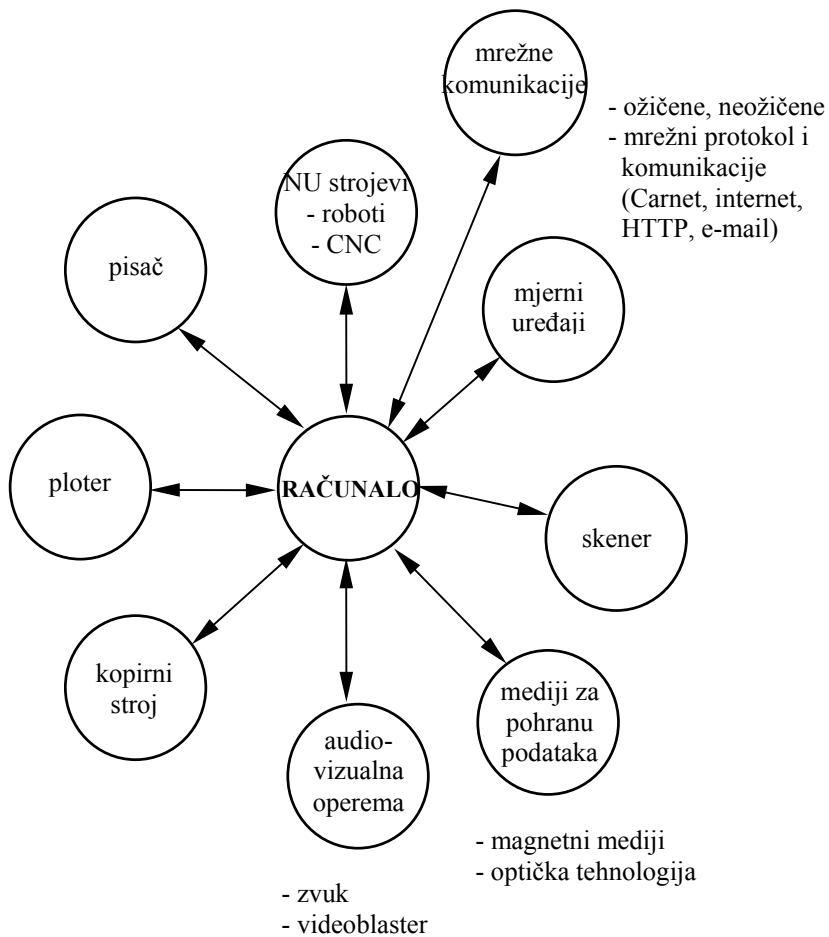 mrežne
komunikacije
- ožičene, neožičene
- mrežni protokol i
komunikacije
(Carnet, internet,
HTTP, e-mail)
NU strojevi
- roboti
- CNC
pisač
mjerni
uređaji
ploter
RAČUNALO
skener
kopirni
stroj
audio-
vizualna
operema
- zvuk
- videoblaster
mediji za
pohranu
podataka
- magnetni mediji
- optička tehnologija